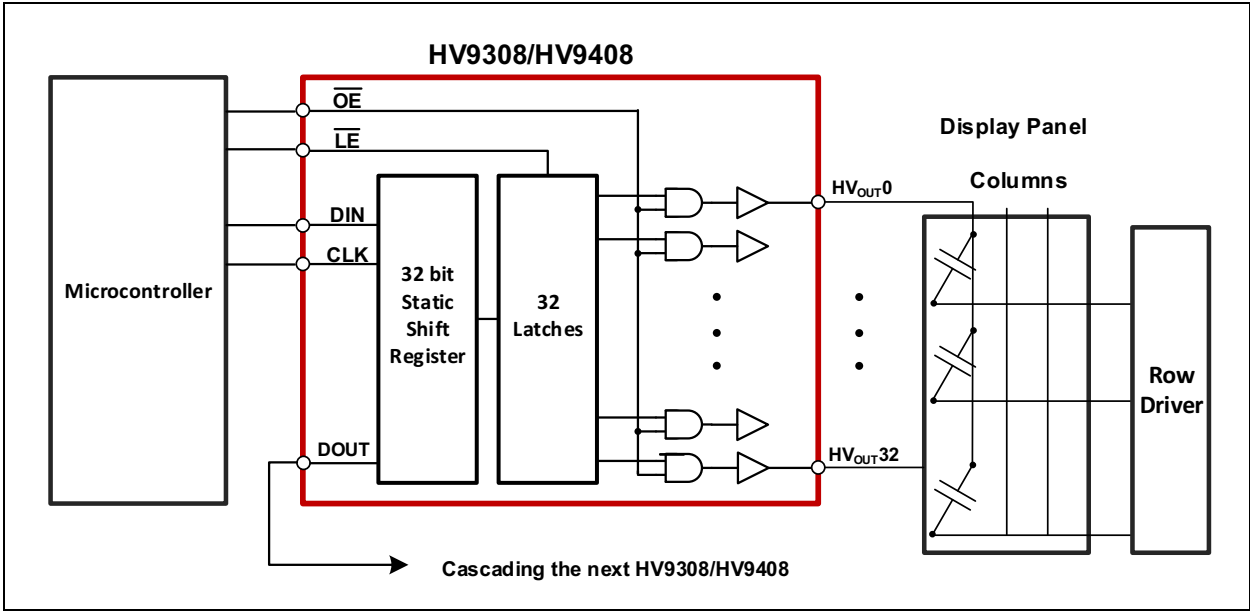 HV9308/HV9408
Microcontroller
OE
LE
DIN
CLK
DOUT
32 bit
Static
Shift
Register
32
Latches
HVOUT0
HVOUT32
Display Panel
Columns
Row
Driver
Cascading the next HV9308/HV9408